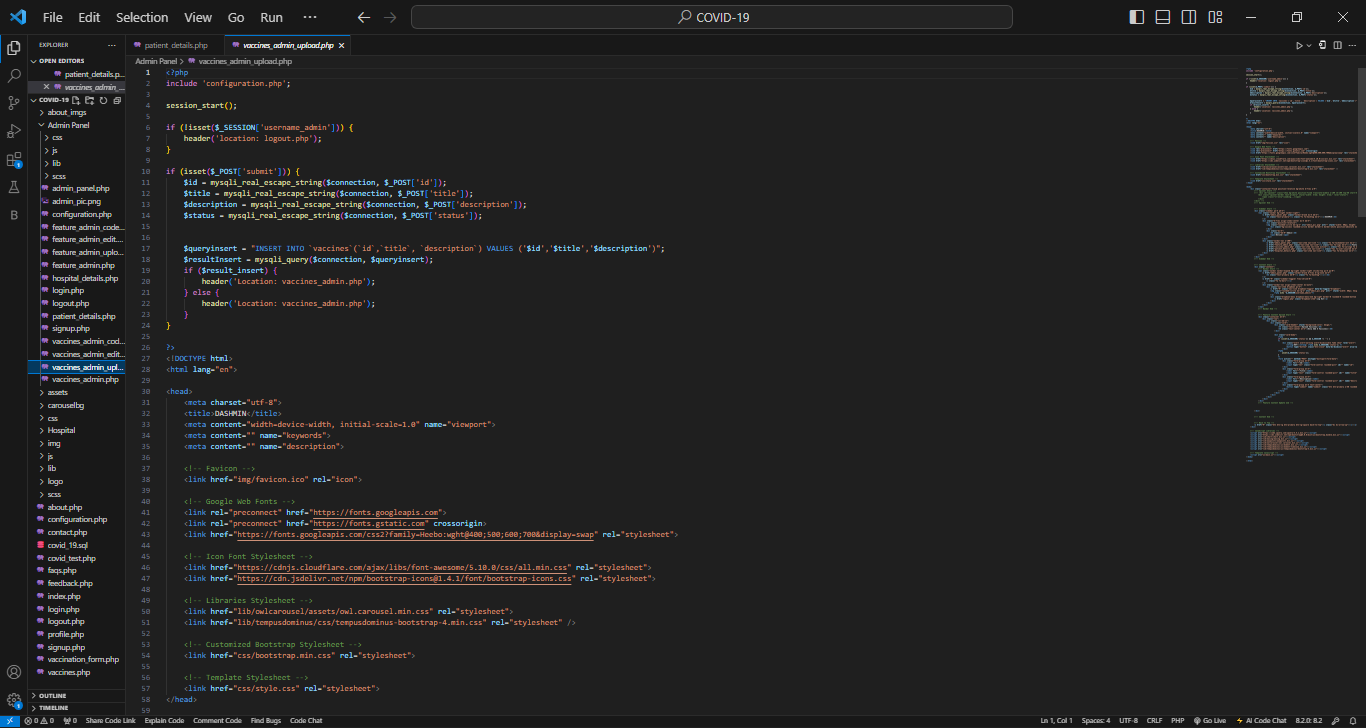 File Edit Selection View Go Run ··· COVID-19
EXPLORER ···
OPEN EDITORS
patient_details.p...
vaccines_admin_...
COVID-19
about_imgs
Admin Panel
css
js
lib
scss
admin_panel.php
admin_pic.png
configuration.php
feature_admin_code...
feature_admin_edit....
feature_admin_uplo...
feature_admin.php
hospital_details.php
login.php
logout.php
patient_details.php
signup.php
vaccines_admin_cod...
vaccines_admin_edit...
vaccines_admin_upl...
vaccines_admin.php
assets
carouselbg
css
Hospital
img
js
lib
logo
scss
about.php
configuration.php
contact.php
covid_19.sql
covid_test.php
faqs.php
feedback.php
index.php
login.php
logout.php
profile.php
signup.php
vaccination_form.php
vaccines.php
OUTLINE
TIMELINE
patient_details.php vaccines_admin_upload.php
Admin Panel > vaccines_admin_upload.php
1 <?php
2 include 'configuration.php';
3
4 session_start();
5
6 if (!isset($_SESSION['username_admin'])) {
7 header('location: logout.php');
8 }
9
10 if (isset($_POST['submit'])) {
11 $id = mysqli_real_escape_string($connection, $_POST['id']);
12 $title = mysqli_real_escape_string($connection, $_POST['title']);
13 $description = mysqli_real_escape_string($connection, $_POST['description']);
14 $status = mysqli_real_escape_string($connection, $_POST['status']);
15
16
17 $queryinsert = "INSERT INTO `vaccines`(`id`,`title`, `description`) VALUES ('$id','$title','$description')";
18 $resultInsert = mysqli_query($connection, $queryinsert);
19 if ($result_insert) {
20 header('Location: vaccines_admin.php');
21 } else {
22 header('Location: vaccines_admin.php');
23 }
24 }
25
26 ?>
27 <!DOCTYPE html>
28 <html lang="en">
29
30 <head>
31 <meta charset="utf-8">
32 <title>DASHMIN</title>
33 <meta content="width=device-width, initial-scale=1.0" name="viewport">
34 <meta content="" name="keywords">
35 <meta content="" name="description">
36
37 <!-- Favicon -->
38 <link href="img/favicon.ico" rel="icon">
39
40 <!-- Google Web Fonts -->
41 <link rel="preconnect" href="https://fonts.googleapis.com">
42 <link rel="preconnect" href="https://fonts.gstatic.com" crossorigin>
43 <link href="https://fonts.googleapis.com/css2?family=Heebo:wght@400;500;600;700&display=swap" rel="stylesheet">
44
45 <!-- Icon Font Stylesheet -->
46 <link href="https://cdnjs.cloudflare.com/ajax/libs/font-awesome/5.10.0/css/all.min.css" rel="stylesheet">
47 <link href="https://cdn.jsdelivr.net/npm/bootstrap-icons@1.4.1/font/bootstrap-icons.css" rel="stylesheet">
48
49 <!-- Libraries Stylesheet -->
50 <link href="lib/owlcarousel/assets/owl.carousel.min.css" rel="stylesheet">
51 <link href="lib/tempusdominus/css/tempusdominus-bootstrap-4.min.css" rel="stylesheet" />
52
53 <!-- Customized Bootstrap Stylesheet -->
54 <link href="css/bootstrap.min.css" rel="stylesheet">
55
56 <!-- Template Stylesheet -->
57 <link href="css/style.css" rel="stylesheet">
58 </head>
59
0 0 0 Share Code Link Explain Code Comment Code Find Bugs Code Chat Ln 1, Col 1 Spaces: 4 UTF-8 CRLF PHP Go Live AI Code Chat 8.2.0: 8.2